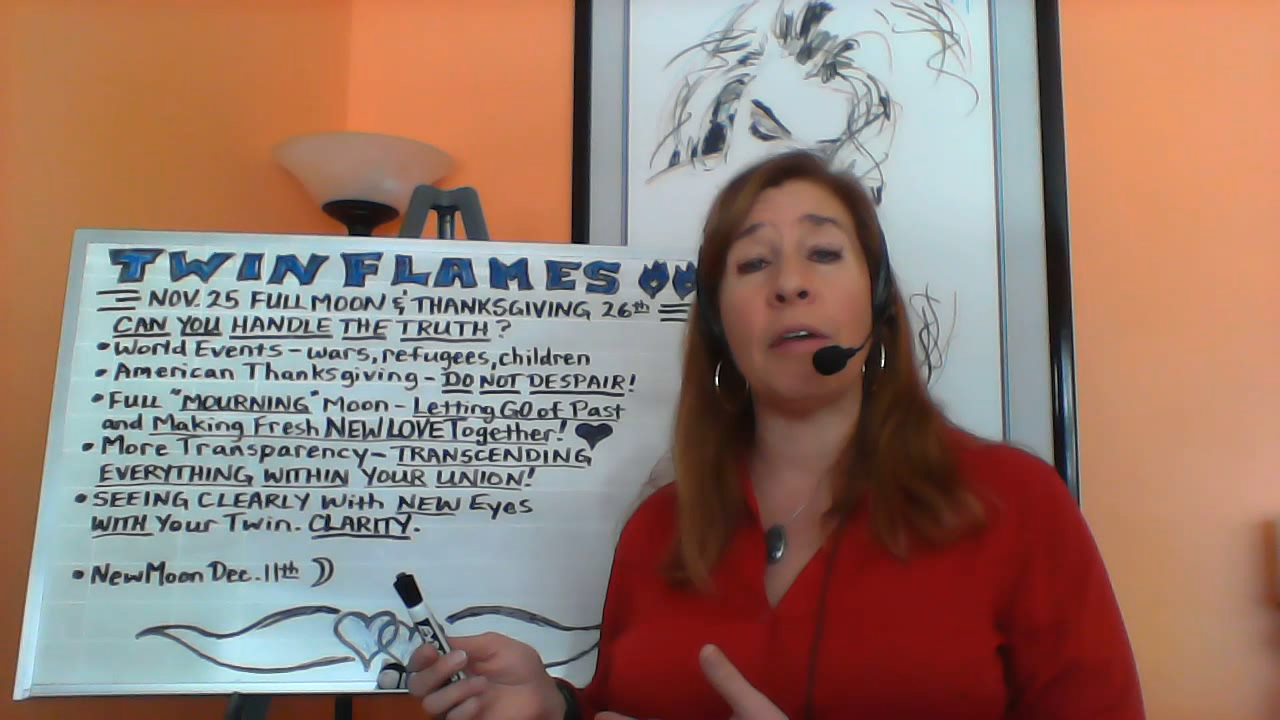 TWIN FLAMES
NOV. 25 FULL MOON & THANKSGIVING 26th
CAN YOU HANDLE THE TRUTH?
• World Events - wars, refugees, children
• American Thanksgiving - DO NOT DESPAIR!
• FULL "MOURNING" Moon - Letting GO of Past
and Making Fresh NEW LOVE Together!
• More Transparency - TRANSCENDING
EVERYTHING WITHIN YOUR UNION!
• SEEING CLEARLY With NEW Eyes
WITH Your Twin. CLARITY.
• New Moon Dec. 11th